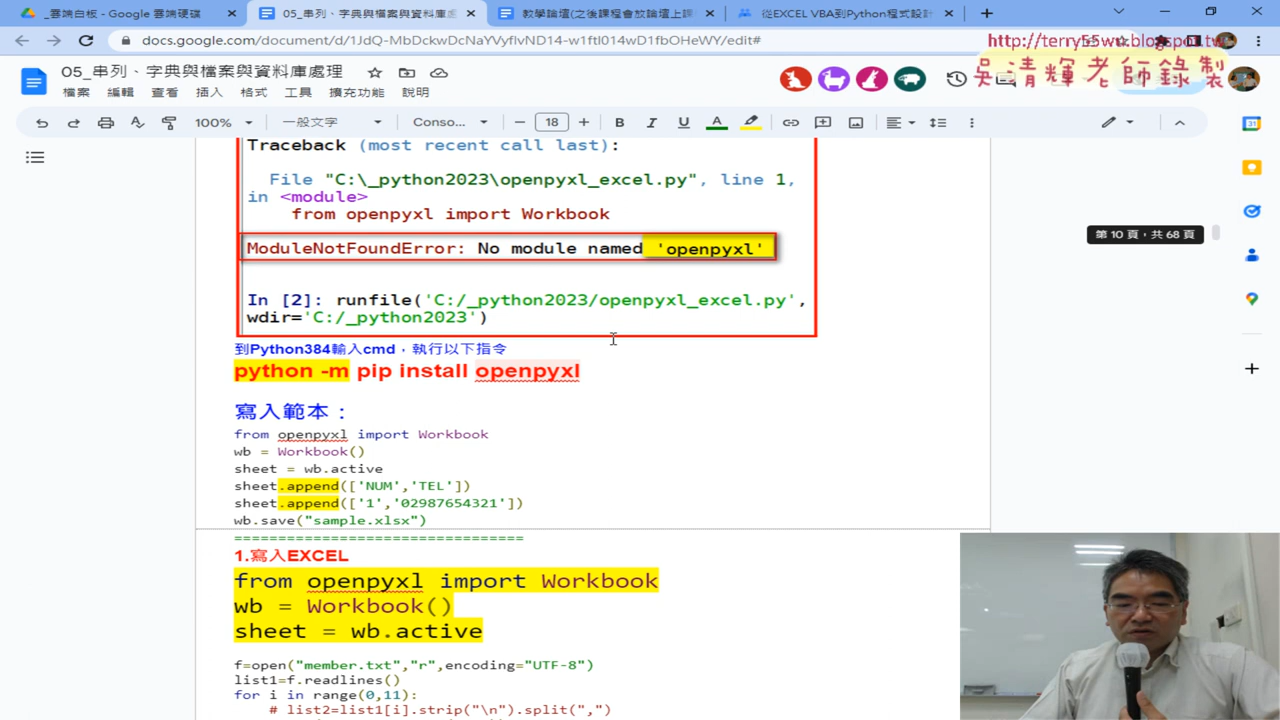 _雲端白板 - Google 雲端硬碟
05_串列、字典與檔案與資料庫處
教學論壇(之後課程會放論壇上課
從EXCEL VBA到Python程式設計
docs.google.com/document/d/1JdQ-MbDckwDcNaYVyfIvND14-w1ftI014wD1fbOHeWY/edit#
http://terry55wu.blogspot.tw
吳清輝老師錄製
05_串列、字典與檔案與資料庫處理
檔案 編輯 查看 插入 格式 工具 擴充功能 說明
100% 一般文字 Conso... 18 B I U A
Traceback (most recent call last):
File "C:\_python2023\openpyxl_excel.py", line 1,
in <module>
from openpyxl import Workbook
ModuleNotFoundError: No module named 'openpyxl'
第 10 頁，共 68 頁
In [2]: runfile('C:/_python2023/openpyxl_excel.py',
wdir='C:/_python2023')
到Python384輸入cmd，執行以下指令
python -m pip install openpyxl
寫入範本：
from openpyxl import Workbook
wb = Workbook()
sheet = wb.active
sheet.append(['NUM','TEL'])
sheet.append(['1','02987654321'])
wb.save("sample.xlsx")
=================================
1.寫入EXCEL
from openpyxl import Workbook
wb = Workbook()
sheet = wb.active
f=open("member.txt","r",encoding="UTF-8")
list1=f.readlines()
for i in range(0,11):
# list2=list1[i].strip("\n").split(",")